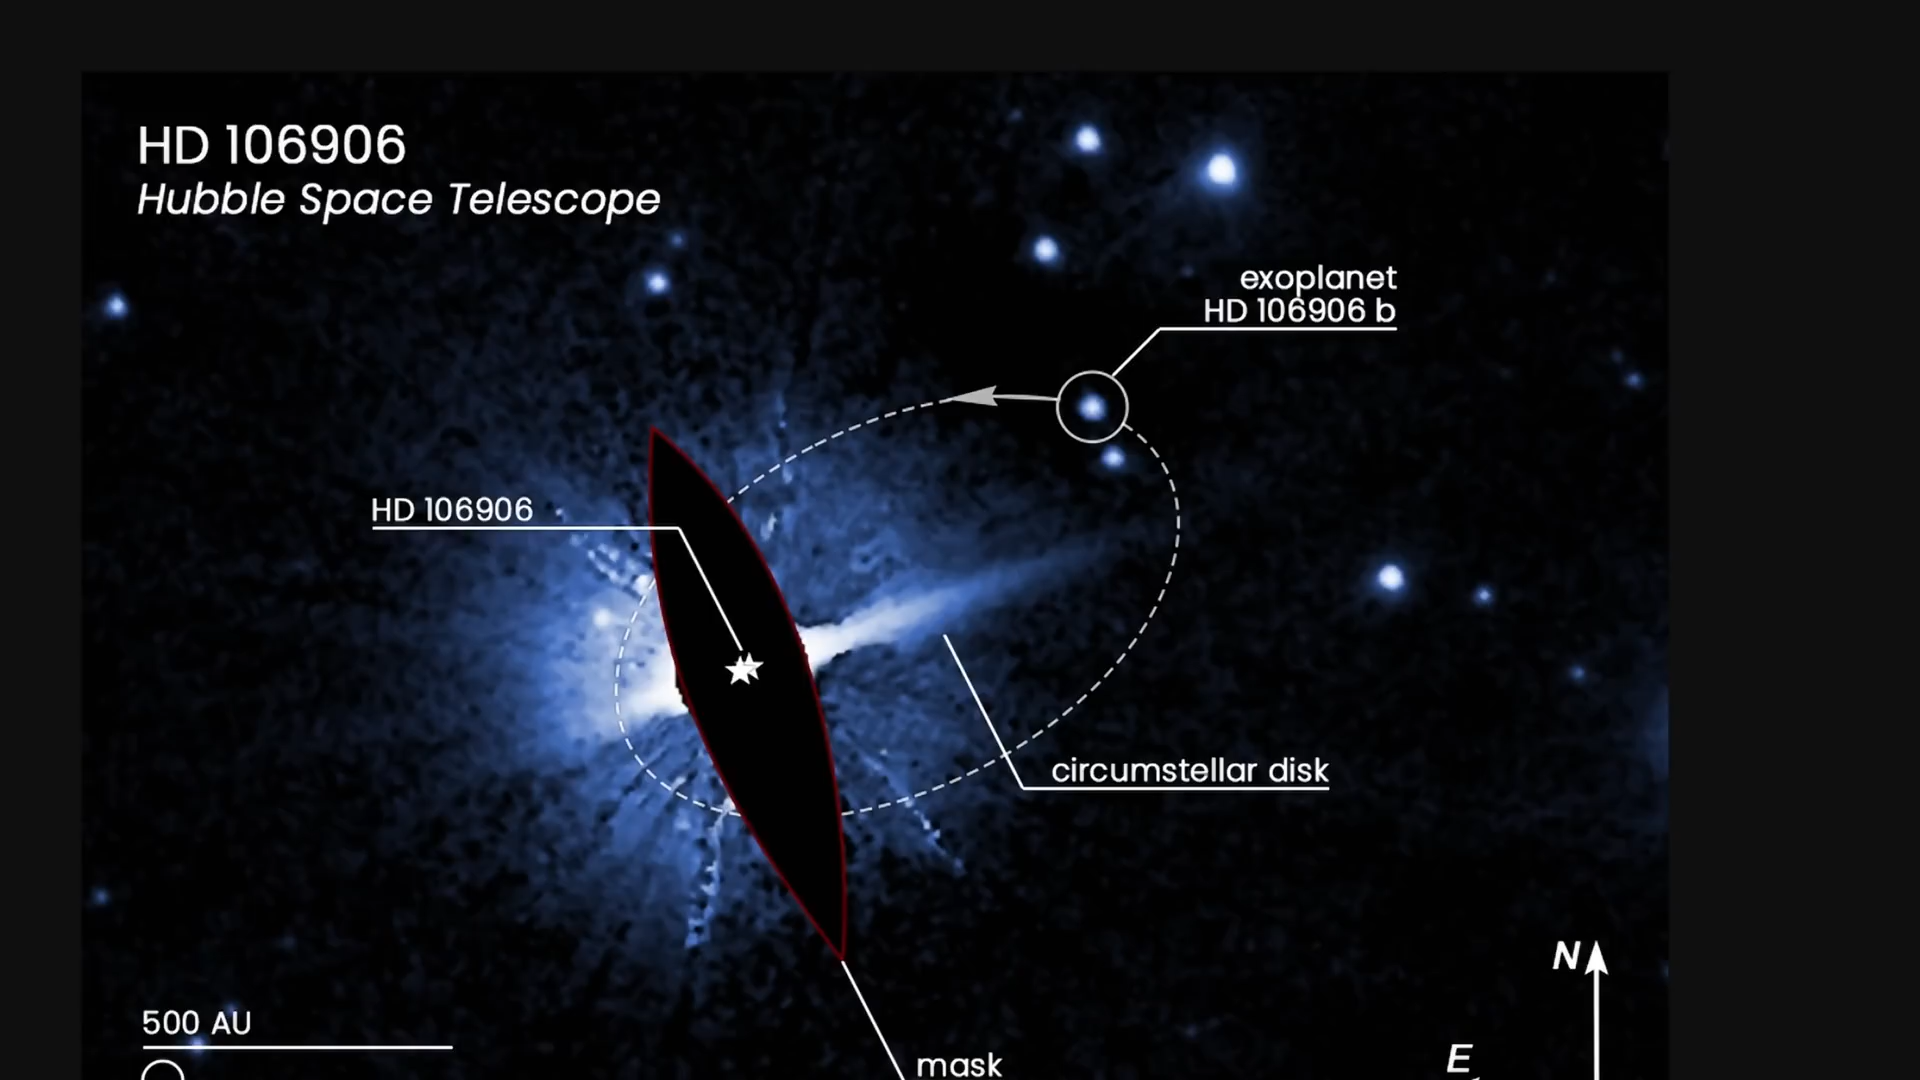 HD 106906
Hubble Space Telescope
exoplanet
HD 106906 b
HD 106906
circumstellar disk
N
500 AU
E
mask